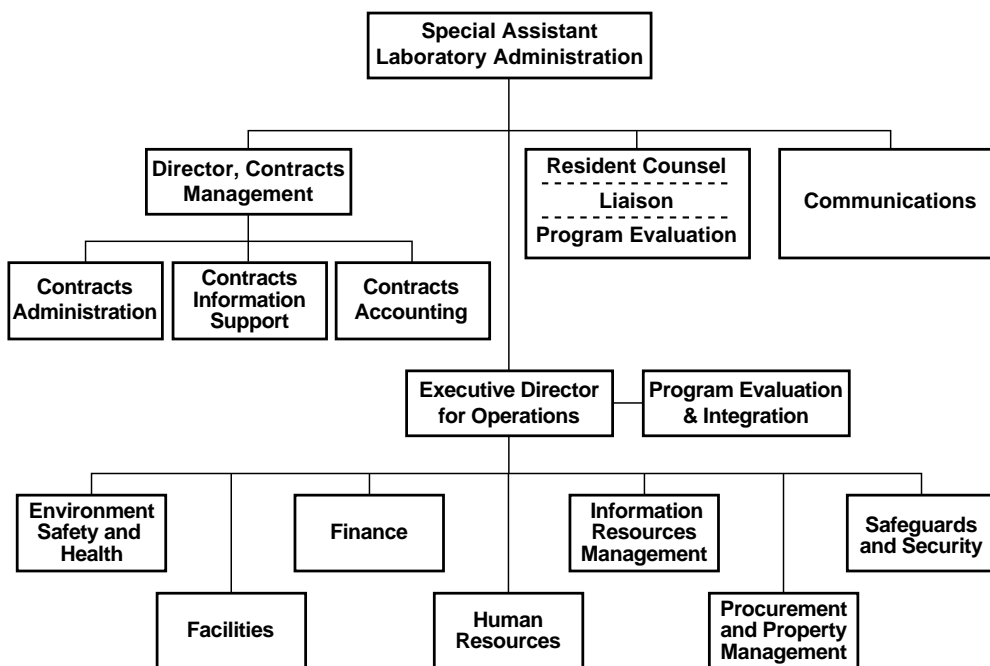 Special Assistant
Laboratory Administration
Director, Contracts
Management
Resident Counsel
Liaison
Program Evaluation
Communications
Contracts
Administration
Contracts
Information
Support
Contracts
Accounting
Executive Director
for Operations
Program Evaluation
& Integration
Environment
Safety and
Health
Finance
Information
Resources
Management
Safeguards
and Security
Facilities
Human
Resources
Procurement
and Property
Management